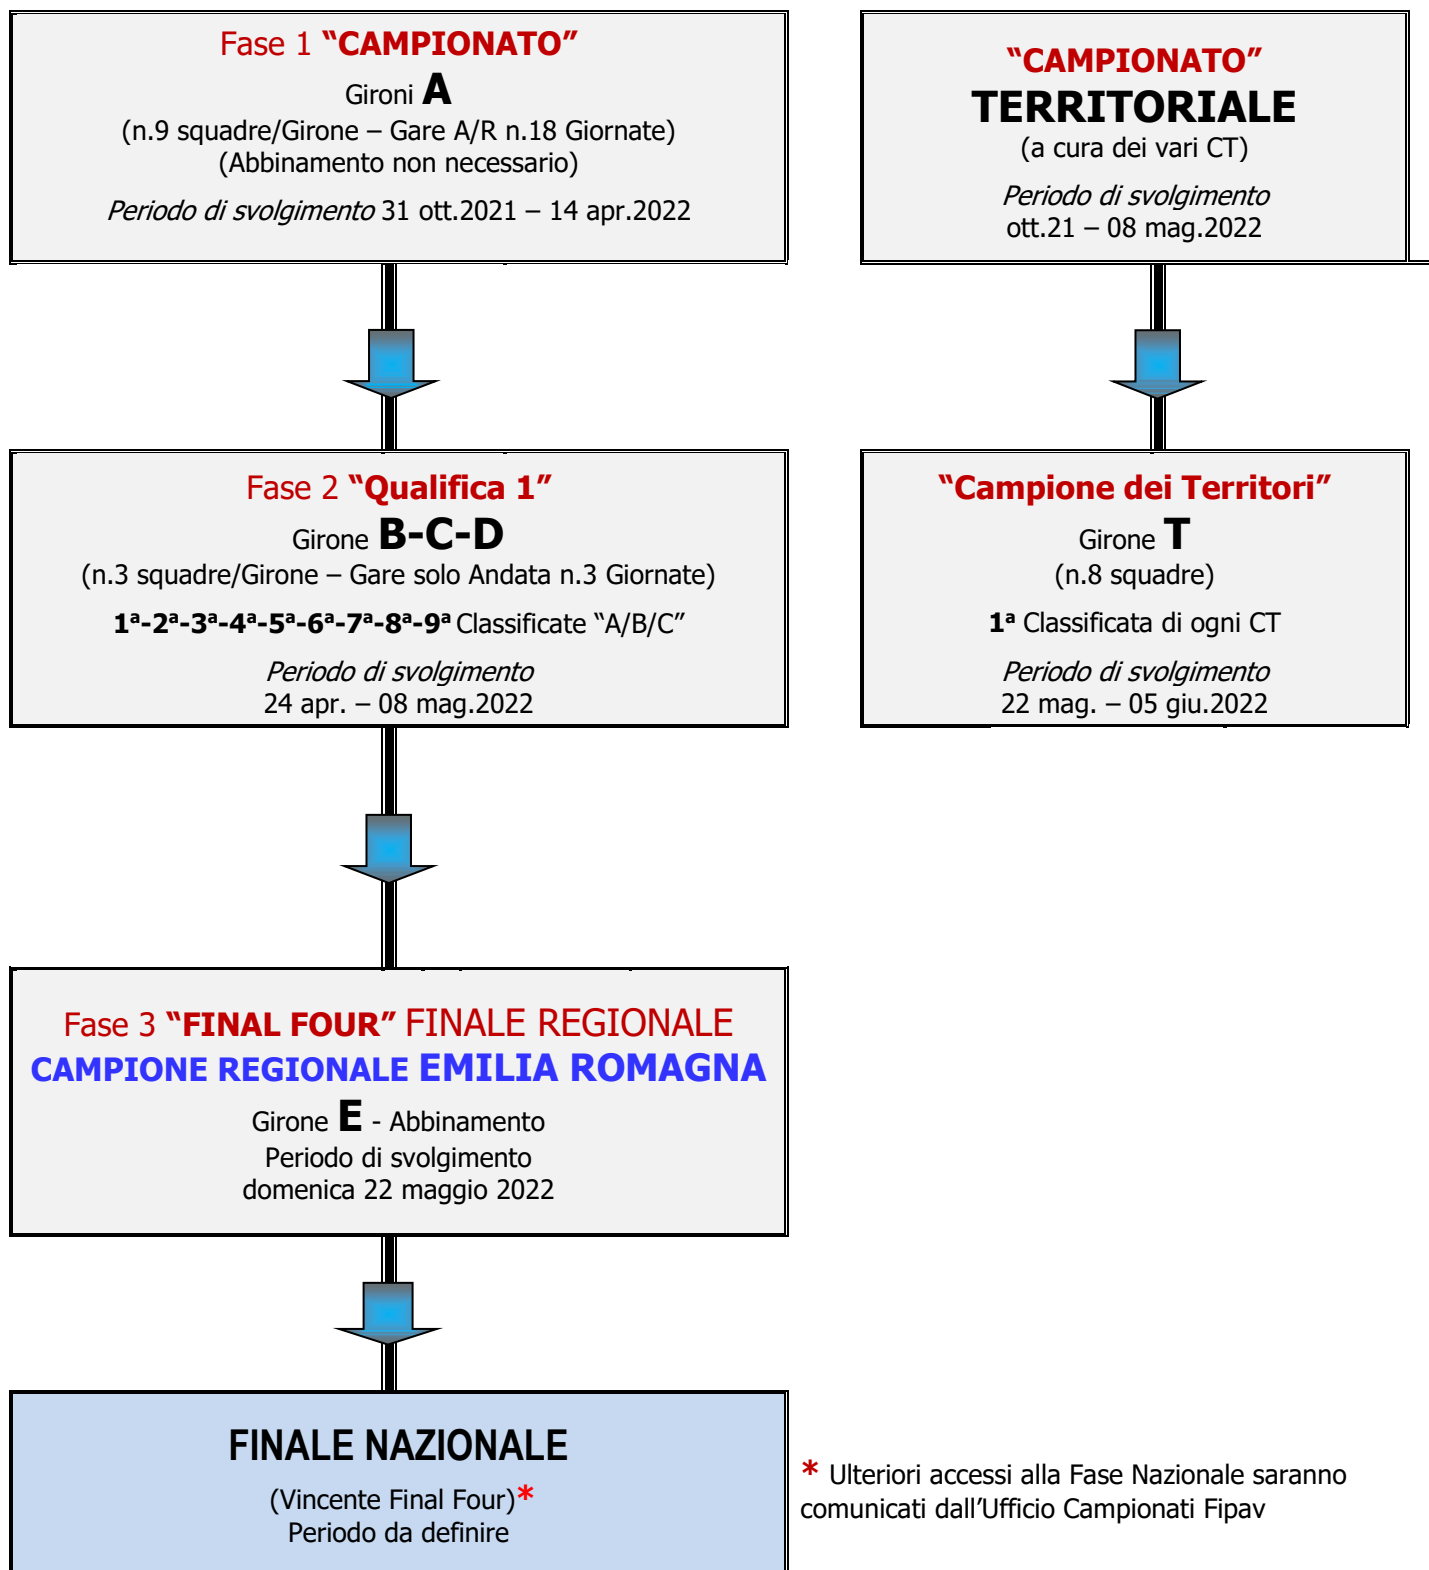 Fase 1 “CAMPIONATO”
Gironi A
(n.9 squadre/Girone – Gare A/R n.18 Giornate)
(Abbinamento non necessario)
Periodo di svolgimento 31 ott.2021 – 14 apr.2022
“CAMPIONATO”
TERRITORIALE
(a cura dei vari CT)
Periodo di svolgimento
ott.21 – 08 mag.2022
Fase 2 “Qualifica 1”
Girone B-C-D
(n.3 squadre/Girone – Gare solo Andata n.3 Giornate)
1ª-2ª-3ª-4ª-5ª-6ª-7ª-8ª-9ª Classificate “A/B/C”
Periodo di svolgimento
24 apr. – 08 mag.2022
“Campione dei Territori”
Girone T
(n.8 squadre)
1ª Classificata di ogni CT
Periodo di svolgimento
22 mag. – 05 giu.2022
Fase 3 “FINAL FOUR” FINALE REGIONALE
CAMPIONE REGIONALE EMILIA ROMAGNA
Girone E - Abbinamento
Periodo di svolgimento
domenica 22 maggio 2022
FINALE NAZIONALE
(Vincente Final Four)*
Periodo da definire
* Ulteriori accessi alla Fase Nazionale saranno
comunicati dall’Ufficio Campionati Fipav